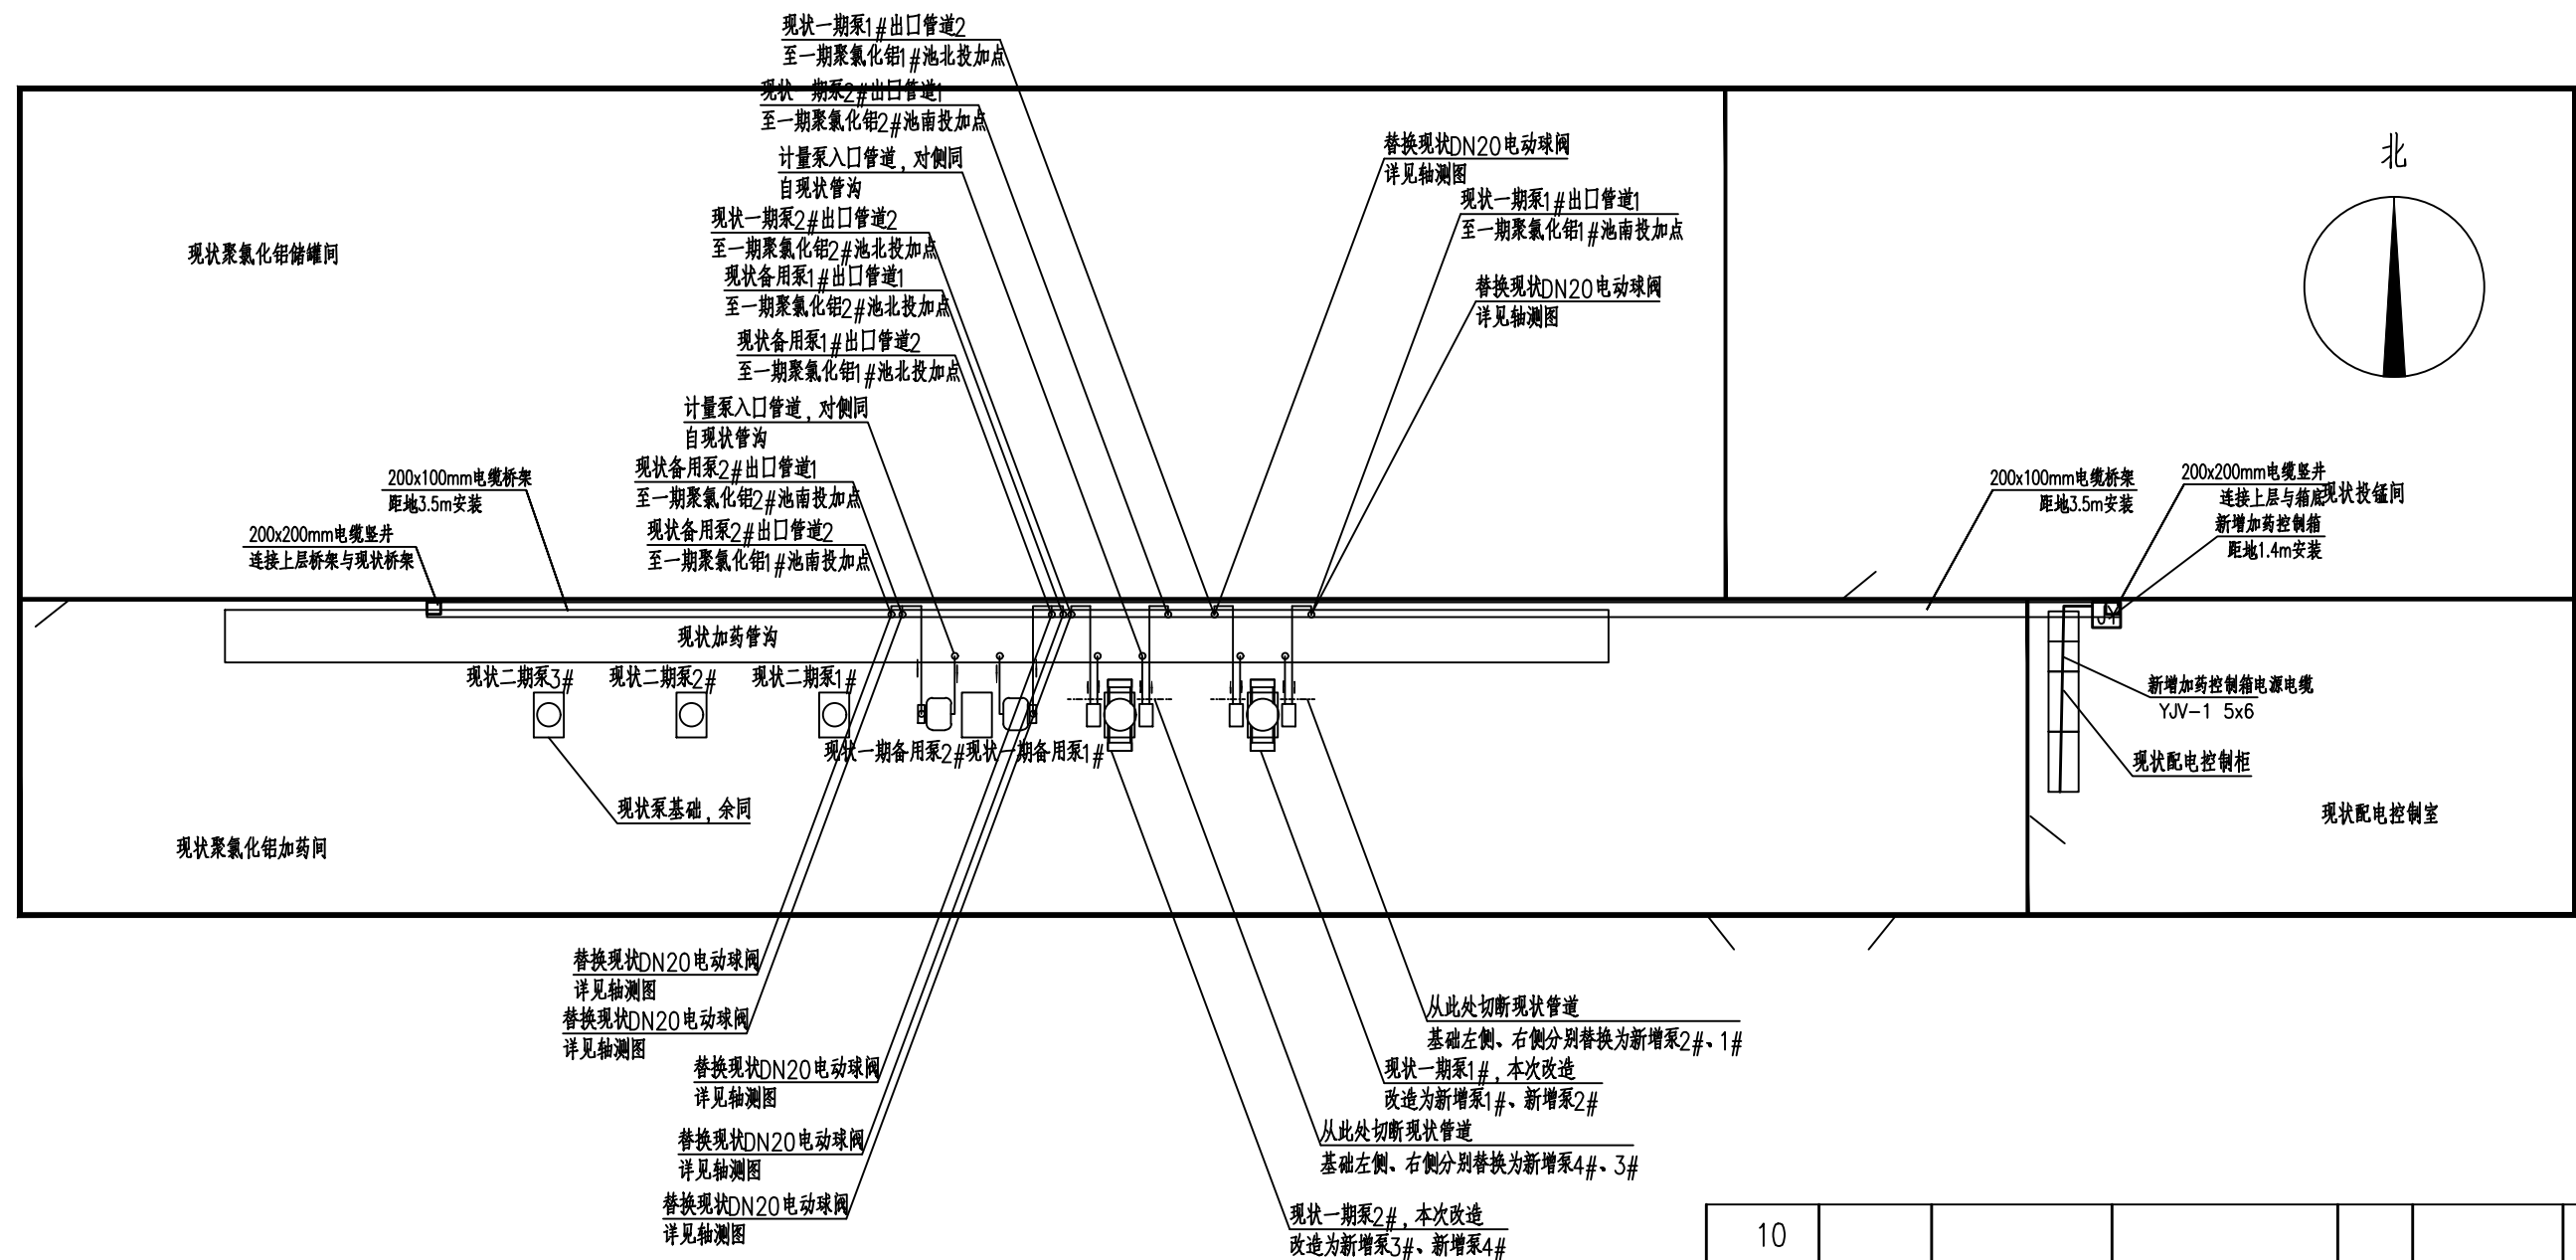 现状一期泵1#出口管道2
至一期聚氯化铝1#池北投加点
现状一期泵2#出口管道1
至一期聚氯化铝2#池南投加点
计量泵入口管道，对侧同
自现状管沟
现状一期泵2#出口管道2
至一期聚氯化铝2#池北投加点
现状备用泵1#出口管道1
至一期聚氯化铝2#池北投加点
现状备用泵1#出口管道2
至一期聚氯化铝1#池北投加点
计量泵入口管道，对侧同
自现状管沟
现状备用泵2#出口管道1
至一期聚氯化铝2#池南投加点
现状备用泵2#出口管道2
至一期聚氯化铝1#池南投加点
替换现状DN20电动球阀
详见轴测图
现状一期泵1#出口管道1
至一期聚氯化铝1#池南投加点
替换现状DN20电动球阀
详见轴测图
北
现状聚氯化铝储罐间
200x100mm电缆桥架
距地3.5m安装
200x200mm电缆竖井
连接上层桥架与现状桥架
200x100mm电缆桥架
距地3.5m安装
200x200mm电缆竖井
连接上层与箱底
现状投锰间
新增加药控制箱
距地1.4m安装
现状加药管沟
JY
现状二期泵3#
现状二期泵2#
现状二期泵1#
现状一期备用泵2#
现状一期备用泵1#
新增加药控制箱电源电缆
YJV-1 5x6
现状配电控制柜
现状配电控制室
现状泵基础，余同
现状聚氯化铝加药间
替换现状DN20电动球阀
详见轴测图
替换现状DN20电动球阀
详见轴测图
替换现状DN20电动球阀
详见轴测图
替换现状DN20电动球阀
详见轴测图
替换现状DN20电动球阀
详见轴测图
从此处切断现状管道
基础左侧、右侧分别替换为新增泵2#、1#
现状一期泵1#，本次改造
改造为新增泵1#、新增泵2#
从此处切断现状管道
基础左侧、右侧分别替换为新增泵4#、3#
现状一期泵2#，本次改造
改造为新增泵3#、新增泵4#
10